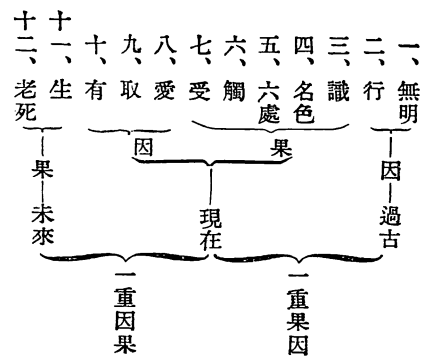 一、無明
二、行
三、識
四、名色
五、六處
六、觸
七、受
八、愛
九、取
十、有
十一、生
十二、老死
果
因
因
果
過古
現在
未來
一重果因
一重因果